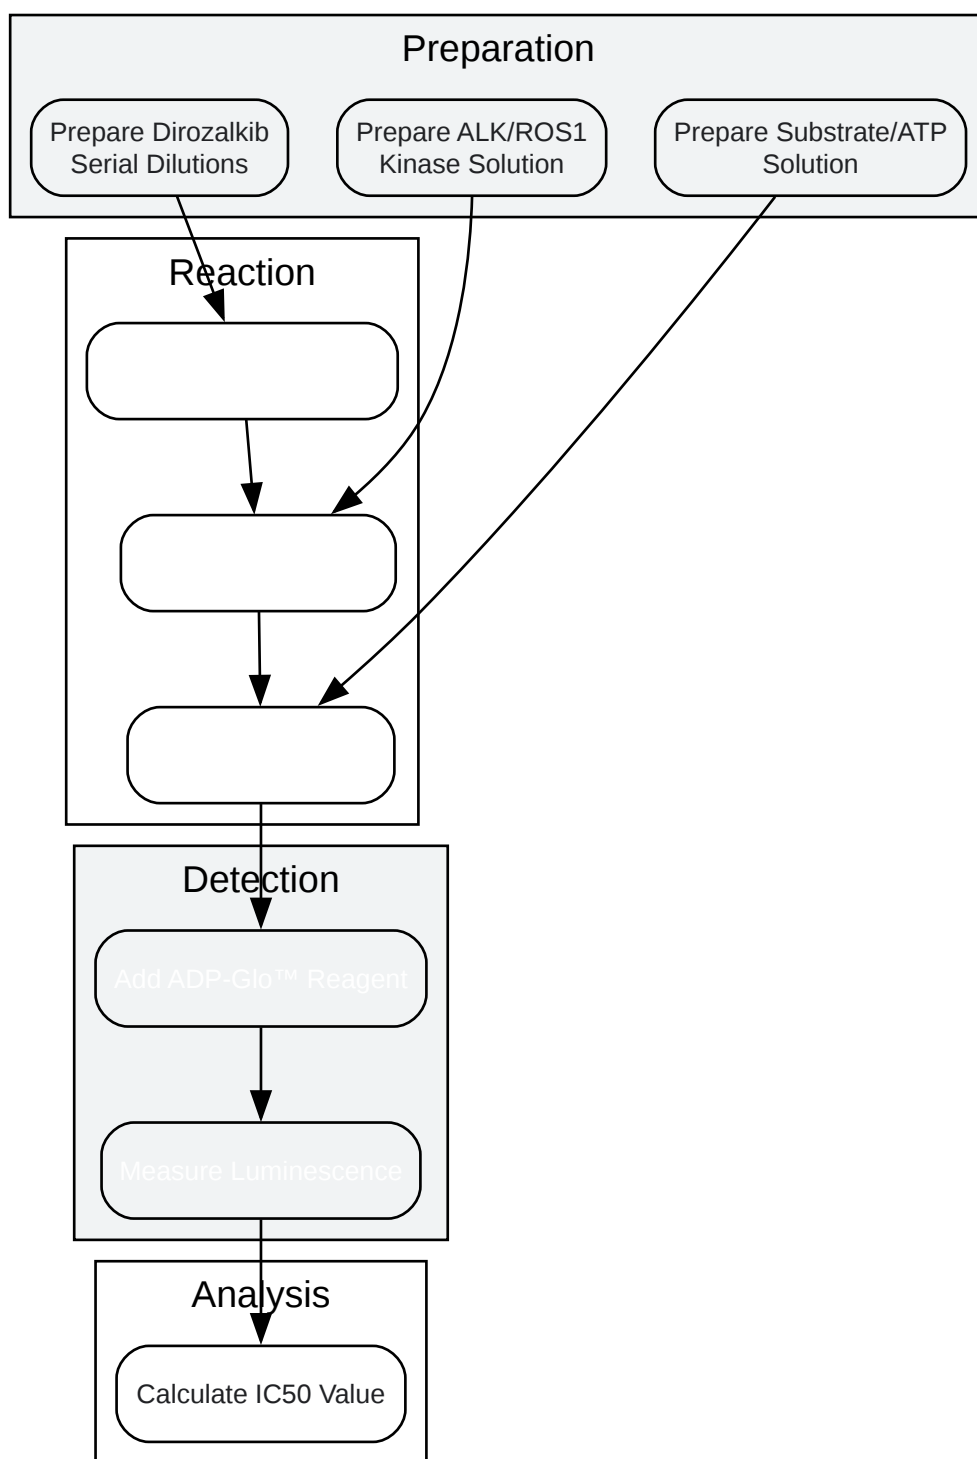 Preparation
Prepare Dirozalkib
Serial Dilutions
Prepare ALK/ROS1
Kinase Solution
Prepare Substrate/ATP
Solution
Reaction
Detection
Add ADP-Glo™ Reagent
Measure Luminescence
Analysis
Calculate IC50 Value